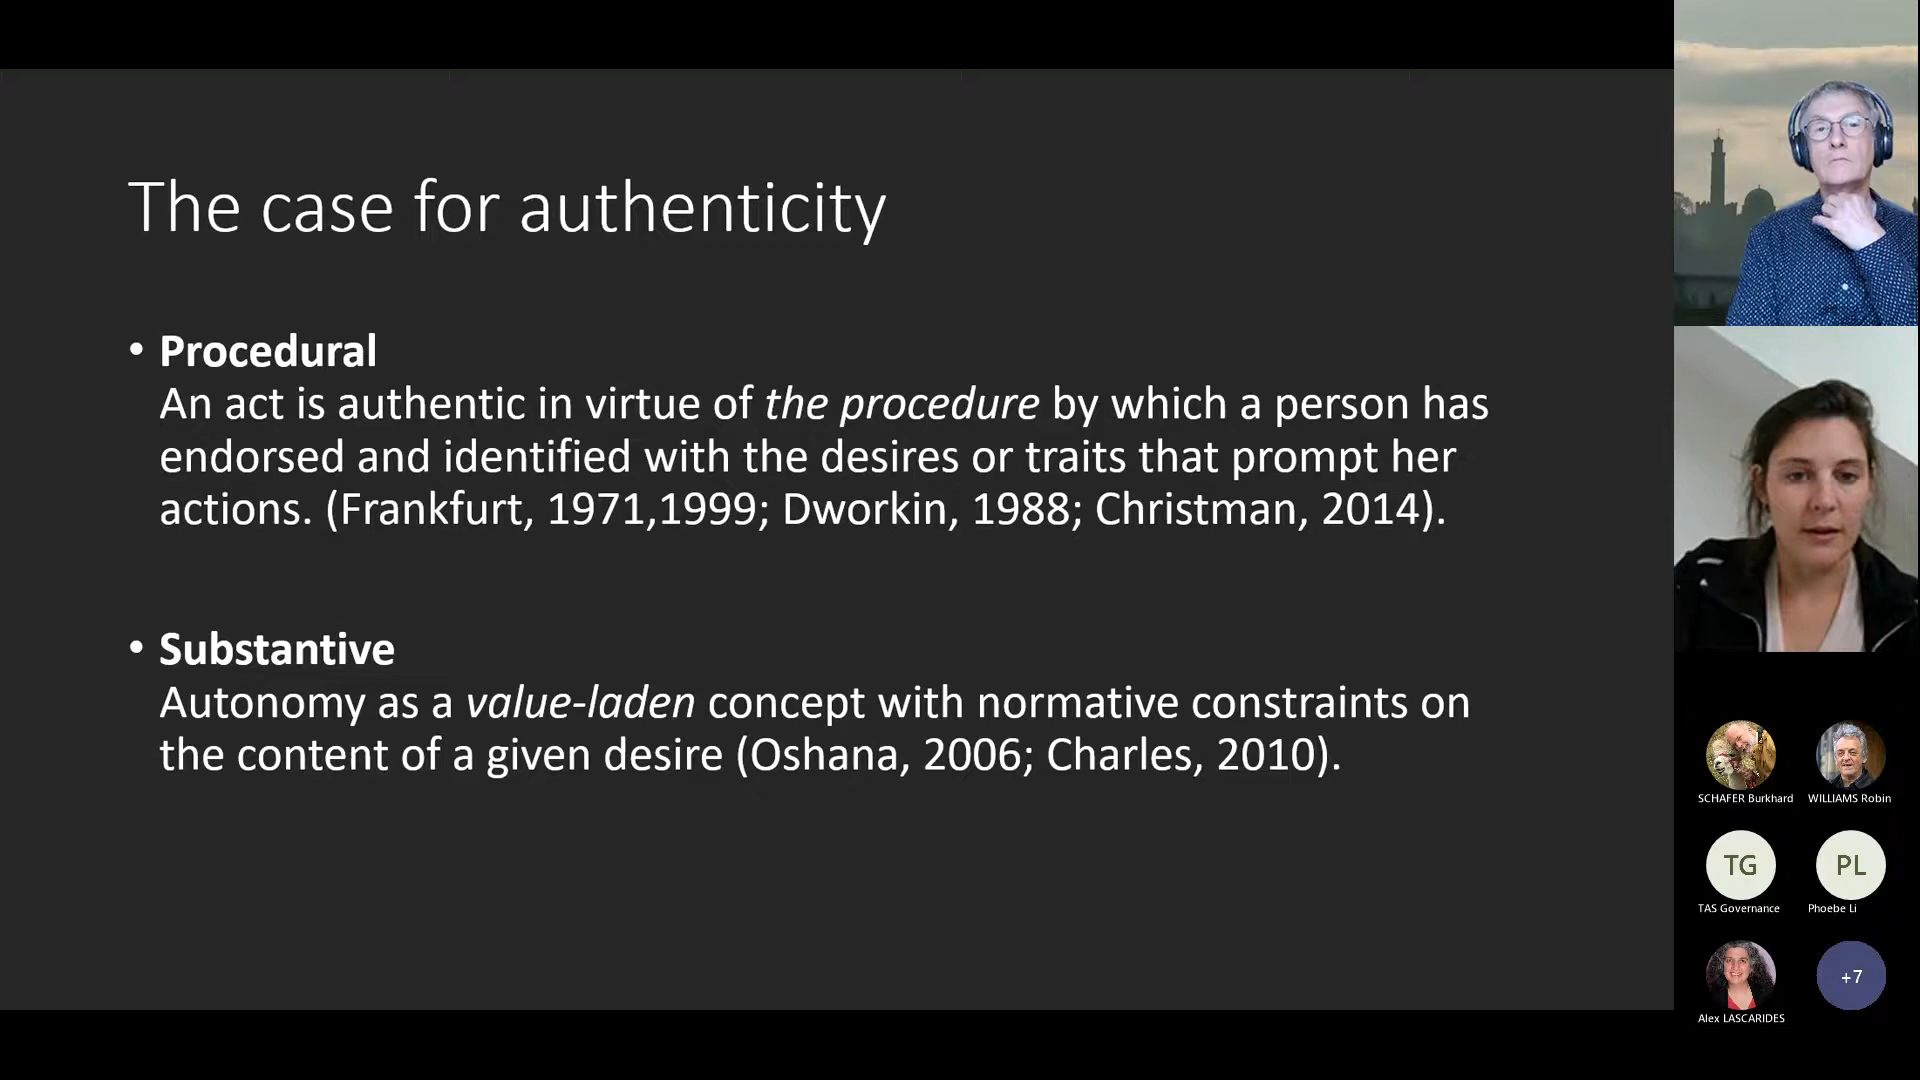 The case for authenticity
• Procedural
An act is authentic in virtue of the procedure by which a person has
endorsed and identified with the desires or traits that prompt her
actions. (Frankfurt, 1971,1999; Dworkin, 1988; Christman, 2014).
• Substantive
Autonomy as a value-laden concept with normative constraints on
the content of a given desire (Oshana, 2006; Charles, 2010).
SCHAFER Burkhard
WILLIAMS Robin
TG
PL
TAS Governance
Phoebe Li
+7
Alex LASCARIDES